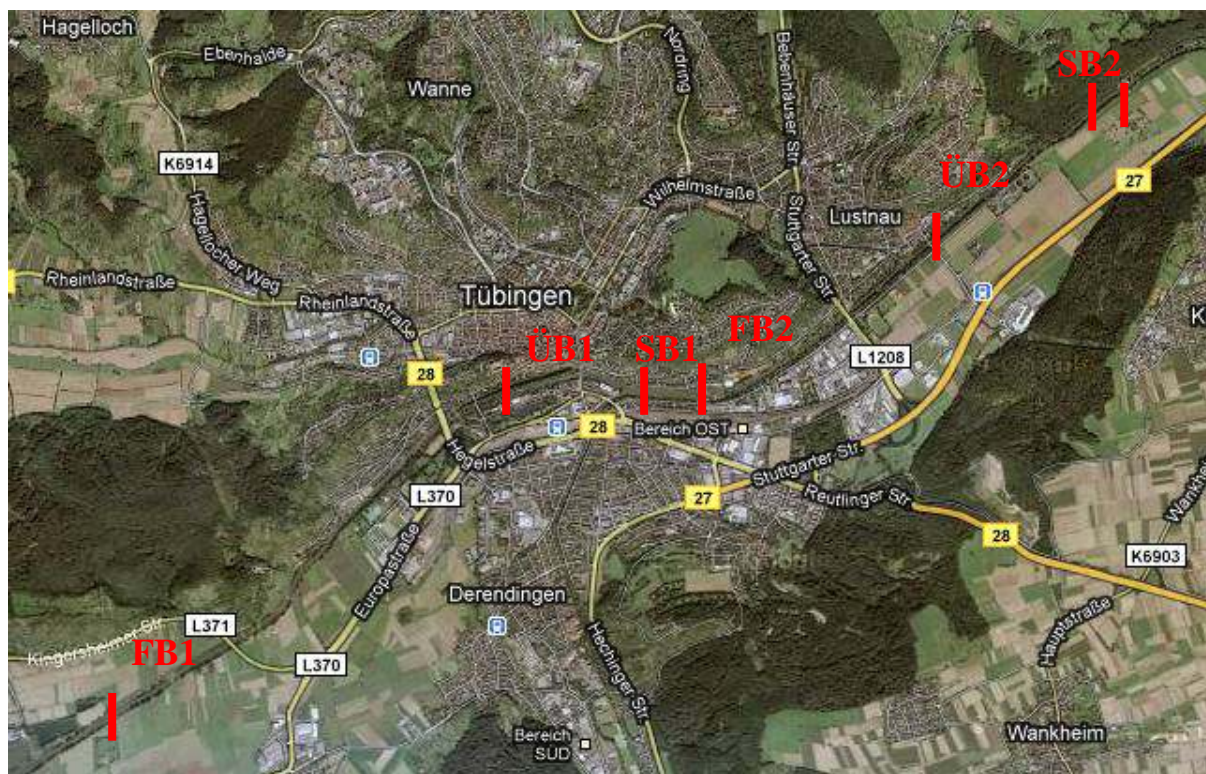 Hagelloch
Ebenhalde
Nordring
Bebenhäuser Str.
SB2
Wanne
K6914
27
ÜB2
Wilhelmstraße
Lustnau
Hagellocher Weg
Stuttgarter Str.
Rheinlandstraße
Rheinlandstraße
Tübingen
K
ÜB1
SB1
FB2
L1208
28
28
Bereich OST
Hegelstraße
Stuttgarter Str.
L370
27
Reutlinger Str
Wankhei
28
Europastraße
K6903
Derendingen
Hauptstraße
L371
Kingersheimer Str.
FB1
L370
Hechinger Str.
Bereich
SÜD
Wankheim